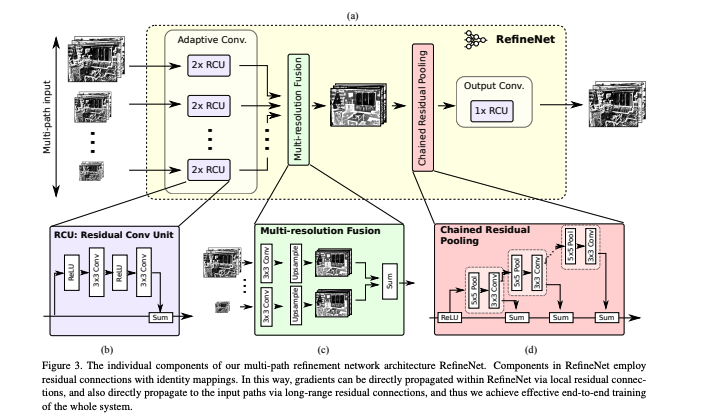 (a)
Adaptive Conv.
RefineNet
Multi-path input
2x RCU
2x RCU
2x RCU
Multi-resolution Fusion
Chained Residual Pooling
Output Conv.
1x RCU
RCU: Residual Conv Unit
ReLU
3x3 Conv
ReLU
3x3 Conv
Sum
Multi-resolution Fusion
3x3 Conv
Upsample
3x3 Conv
Upsample
Sum
Chained Residual
Pooling
ReLU
5x5 Pool
3x3 Conv
5x5 Pool
3x3 Conv
5x5 Pool
3x3 Conv
Sum
Sum
Sum
(b)
(c)
(d)
Figure 3. The individual components of our multi-path refinement network architecture RefineNet. Components in RefineNet employ
residual connections with identity mappings. In this way, gradients can be directly propagated within RefineNet via local residual connec-
tions, and also directly propagate to the input paths via long-range residual connections, and thus we achieve effective end-to-end training
of the whole system.